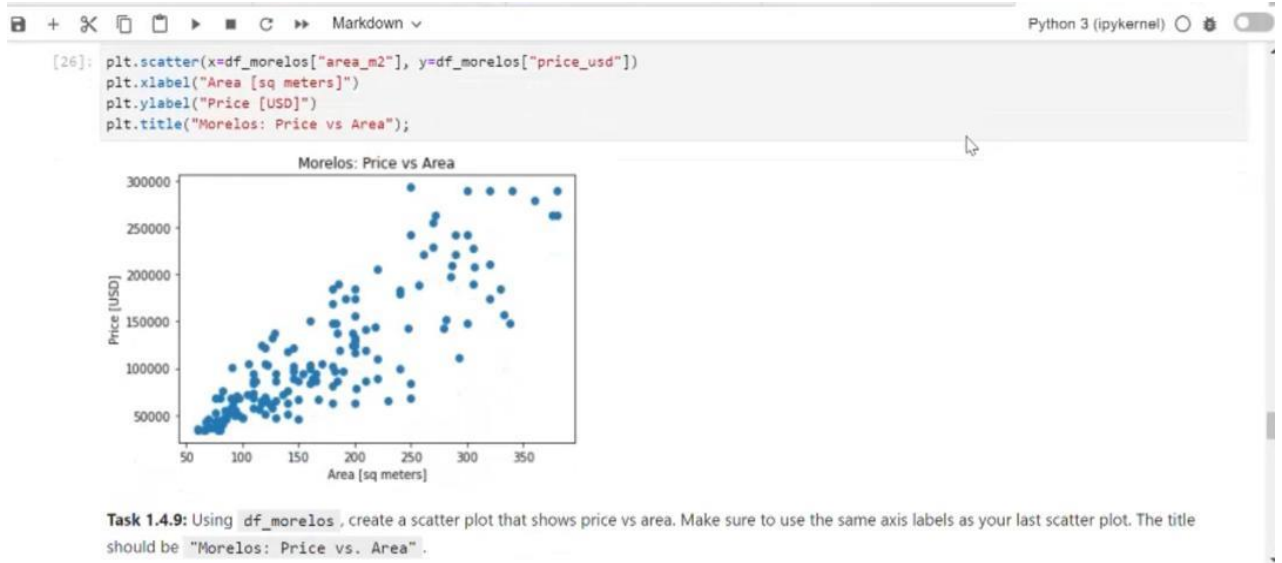 Markdown
Python 3 (ipykernel)
[26]: plt.scatter(x=df_morelos["area_m2"], y=df_morelos["price_usd"])
plt.xlabel("Area [sq meters]")
plt.ylabel("Price [USD]")
plt.title("Morelos: Price vs Area");
Morelos: Price vs Area
300000
250000
200000
150000
100000
50000
Price [USD]
50 100 150 200 250 300 350
Area [sq meters]
Task 1.4.9: Using df_morelos , create a scatter plot that shows price vs area. Make sure to use the same axis labels as your last scatter plot. The title
should be "Morelos: Price vs. Area" .